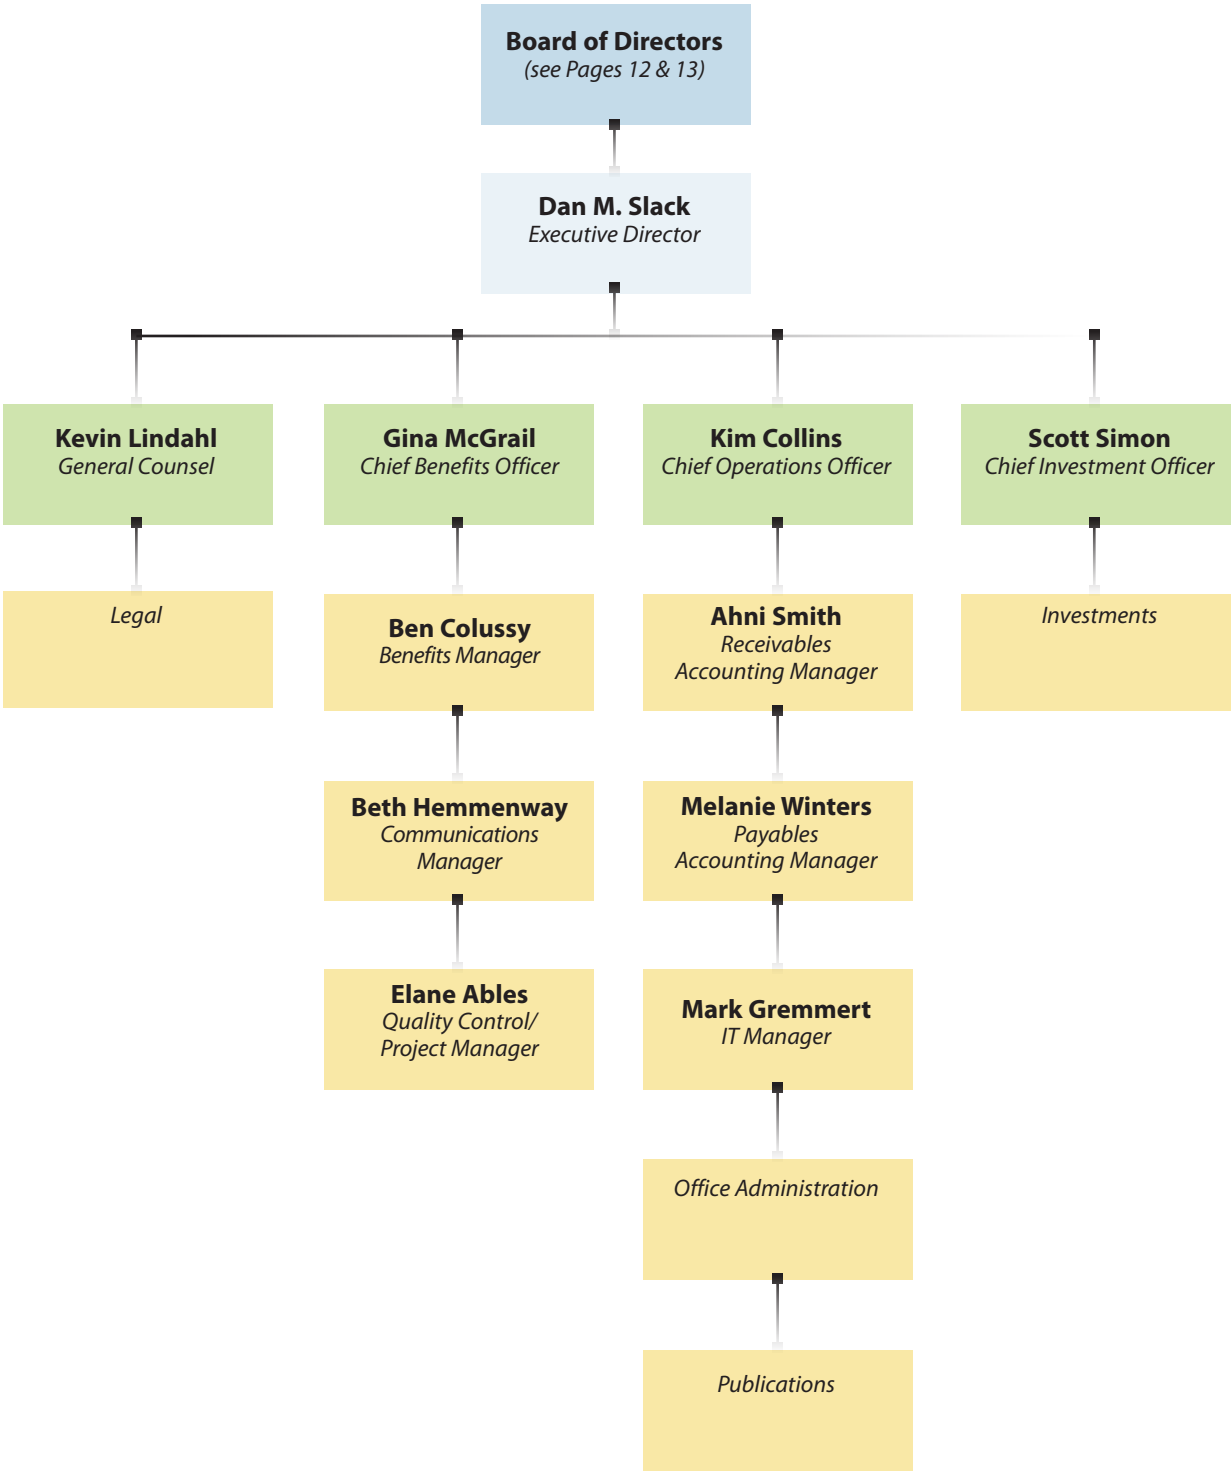 Board of Directors
(see Pages 12 & 13)
Dan M. Slack
Executive Director
Kevin Lindahl
General Counsel
Gina McGrail
Chief Benefits Officer
Kim Collins
Chief Operations Officer
Scott Simon
Chief Investment Officer
Legal
Ben Colussy
Benefits Manager
Ahni Smith
Receivables
Accounting Manager
Investments
Beth Hemmenway
Communications
Manager
Melanie Winters
Payables
Accounting Manager
Elane Ables
Quality Control/
Project Manager
Mark Gremmert
IT Manager
Office Administration
Publications